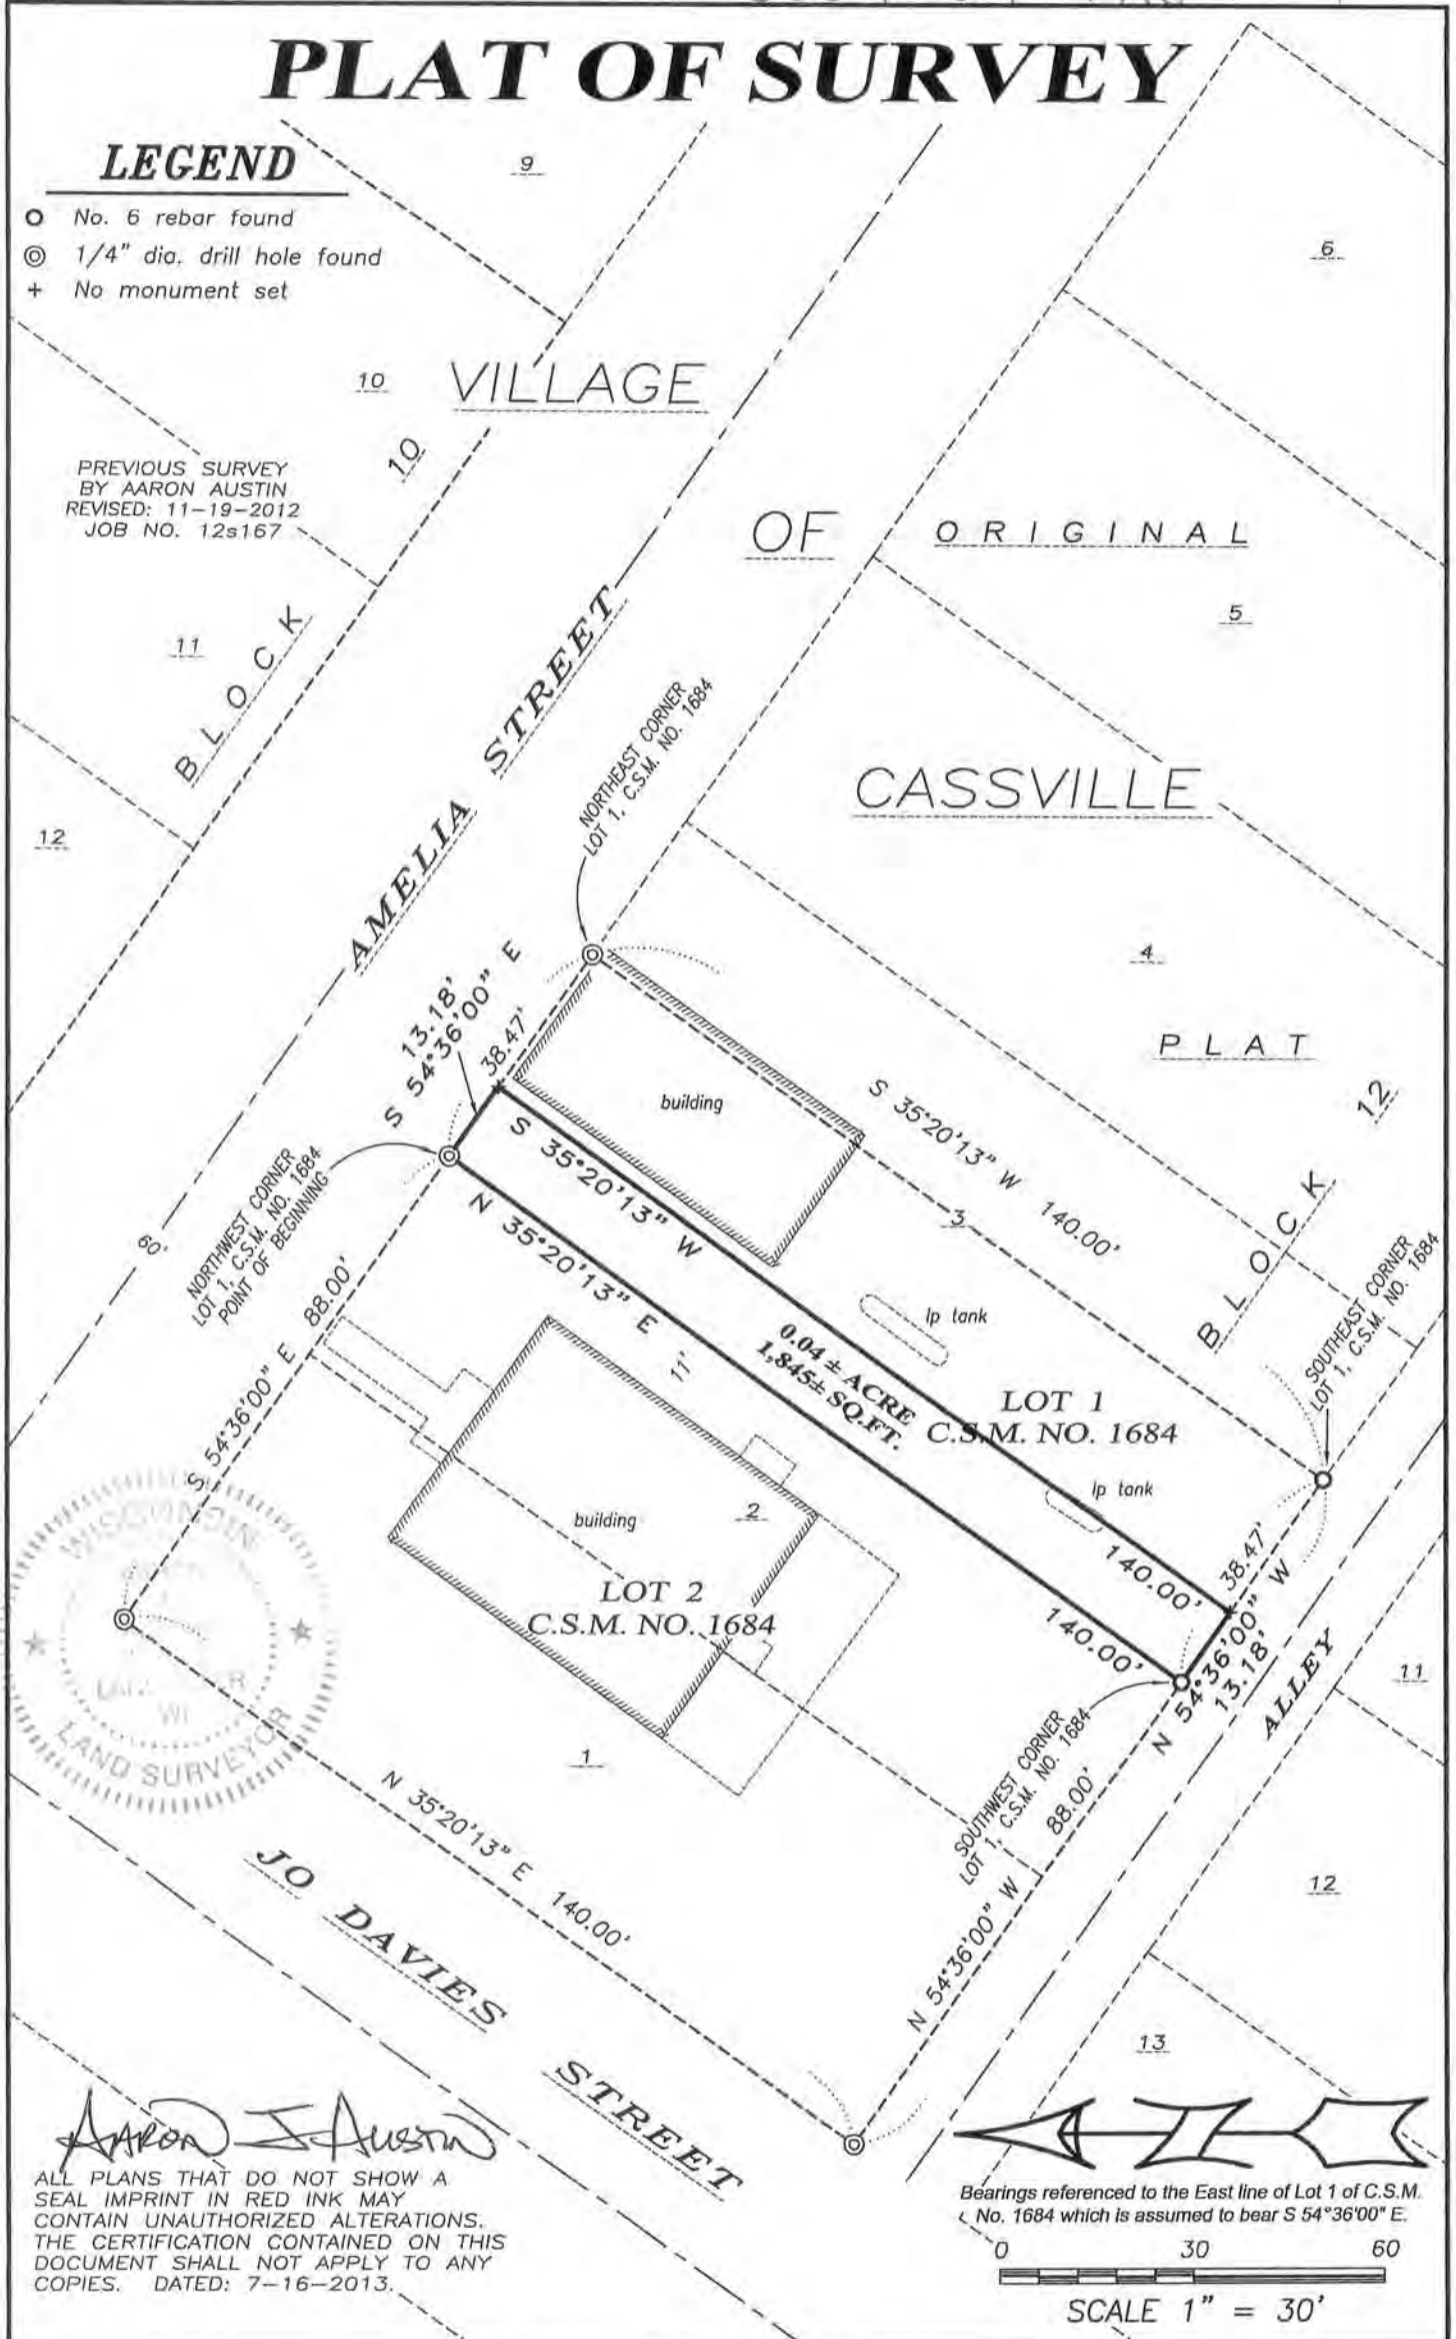 PLAT OF SURVEY
LEGEND
No. 6 rebar found
1/4" dia. drill hole found
+ No monument set
9
6
10
VILLAGE
10
PREVIOUS SURVEY
BY AARON AUSTIN
REVISED: 11-19-2012
JOB NO. 12s167
OF
ORIGINAL
5
11
BLOCK
AMELIA STREET
NORTHEAST CORNER
LOT 1, C.S.M. NO. 1684
CASSVILLE
12
4
PLAT
12
BLOCK
13.18'
S 54°36'00" E
38.47'
building
S 35°20'13" W 140.00'
S 35°20'13" W
3
N 35°20'13" E
NORTHWEST CORNER
LOT 1, C.S.M. NO. 1684
POINT OF BEGINNING
60'
S 54°36'00" E 88.00'
lp tank
11'
0.04 ± ACRE
1,845± SQ.FT.
LOT 1
C.S.M. NO. 1684
SOUTHEAST CORNER
LOT 1, C.S.M. NO. 1684
lp tank
building
2
LOT 2
C.S.M. NO. 1684
140.00'
140.00'
38.47'
N 54°36'00" W
13.18'
ALLEY
11
WISCONSIN
WI
LAND SURVEYOR
1
SOUTHWEST CORNER
LOT 1, C.S.M. NO. 1684
N 54°36'00" W 88.00'
N 35°20'13" E 140.00'
12
JO DAVIES STREET
13
AARON J AUSTIN
ALL PLANS THAT DO NOT SHOW A
SEAL IMPRINT IN RED INK MAY
CONTAIN UNAUTHORIZED ALTERATIONS.
THE CERTIFICATION CONTAINED ON THIS
DOCUMENT SHALL NOT APPLY TO ANY
COPIES. DATED: 7-16-2013.
Bearings referenced to the East line of Lot 1 of C.S.M.
No. 1684 which is assumed to bear S 54°36'00" E.
0 30 60
SCALE 1" = 30'